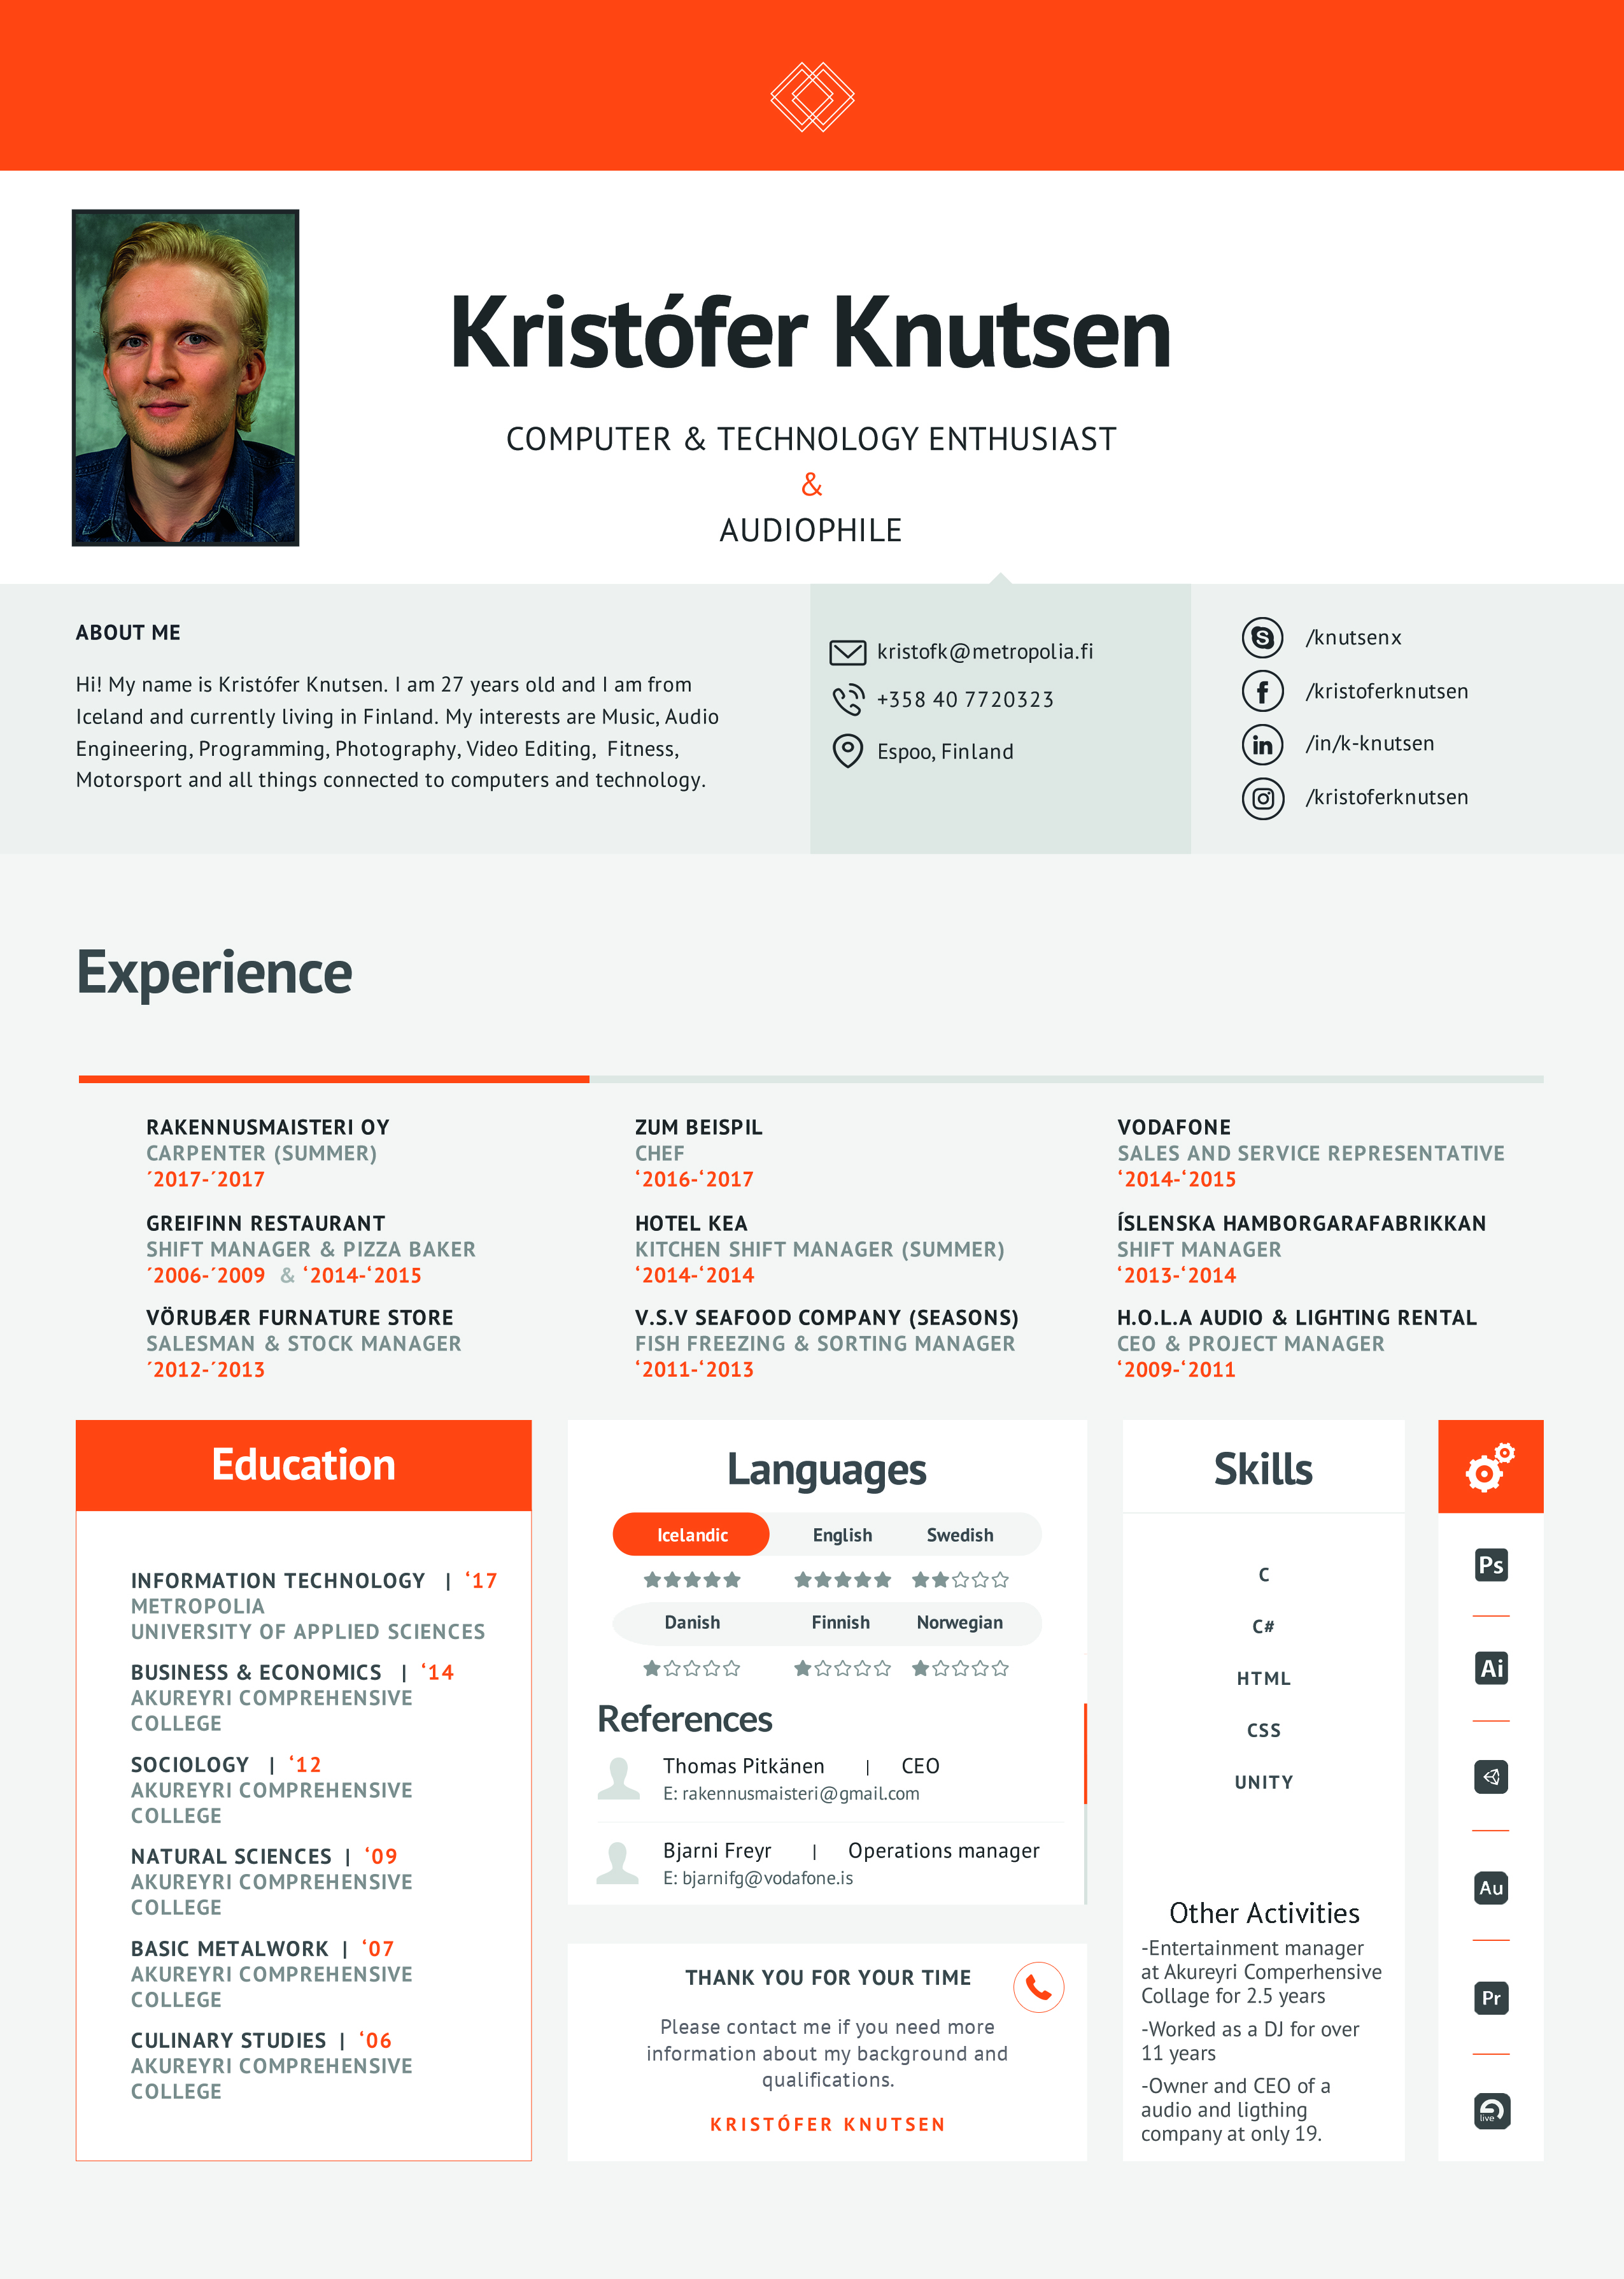 Kristófer Knutsen
COMPUTER & TECHNOLOGY ENTHUSIAST
&
AUDIOPHILE
ABOUT ME
Hi! My name is Kristófer Knutsen. I am 27 years old and I am from
Iceland and currently living in Finland. My interests are Music, Audio
Engineering, Programming, Photography, Video Editing,  Fitness,
Motorsport and all things connected to computers and technology.
kristofk@metropolia.fi
+358 40 7720323
Espoo, Finland
/knutsenx
/kristoferknutsen
/in/k-knutsen
/kristoferknutsen
Experience
RAKENNUSMAISTERI OY
CARPENTER (SUMMER)
´2017-´2017
GREIFINN RESTAURANT
SHIFT MANAGER & PIZZA BAKER
´2006-´2009 & ‘2014-‘2015
VÖRUBÆR FURNATURE STORE
SALESMAN & STOCK MANAGER
´2012-´2013
ZUM BEISPIL
CHEF
‘2016-‘2017
HOTEL KEA
KITCHEN SHIFT MANAGER (SUMMER)
‘2014-‘2014
V.S.V SEAFOOD COMPANY (SEASONS)
FISH FREEZING & SORTING MANAGER
‘2011-‘2013
VODAFONE
SALES AND SERVICE REPRESENTATIVE
‘2014-‘2015
ÍSLENSKA HAMBORGARAFABRIKKAN
SHIFT MANAGER
‘2013-‘2014
H.O.L.A AUDIO & LIGHTING RENTAL
CEO & PROJECT MANAGER
‘2009-‘2011
Education
INFORMATION TECHNOLOGY | ‘17
METROPOLIA
UNIVERSITY OF APPLIED SCIENCES
BUSINESS & ECONOMICS | ‘14
AKUREYRI COMPREHENSIVE
COLLEGE
SOCIOLOGY | ‘12
AKUREYRI COMPREHENSIVE
COLLEGE
NATURAL SCIENCES | ‘09
AKUREYRI COMPREHENSIVE
COLLEGE
BASIC METALWORK | ‘07
AKUREYRI COMPREHENSIVE
COLLEGE
CULINARY STUDIES | ‘06
AKUREYRI COMPREHENSIVE
COLLEGE
Languages
Icelandic English Swedish
Danish Finnish Norwegian
References
Thomas Pitkänen | CEO
E: rakennusmaisteri@gmail.com
Bjarni Freyr | Operations manager
E: bjarnifg@vodafone.is
THANK YOU FOR YOUR TIME
Please contact me if you need more
information about my background and
qualifications.
KRISTÓFER KNUTSEN
Skills
C
C#
HTML
CSS
UNITY
Other Activities
-Entertainment manager
at Akureyri Comperhensive
Collage for 2.5 years
-Worked as a DJ for over
11 years
-Owner and CEO of a
audio and ligthing
company at only 19.
Ps
Ai
Au
Pr
live